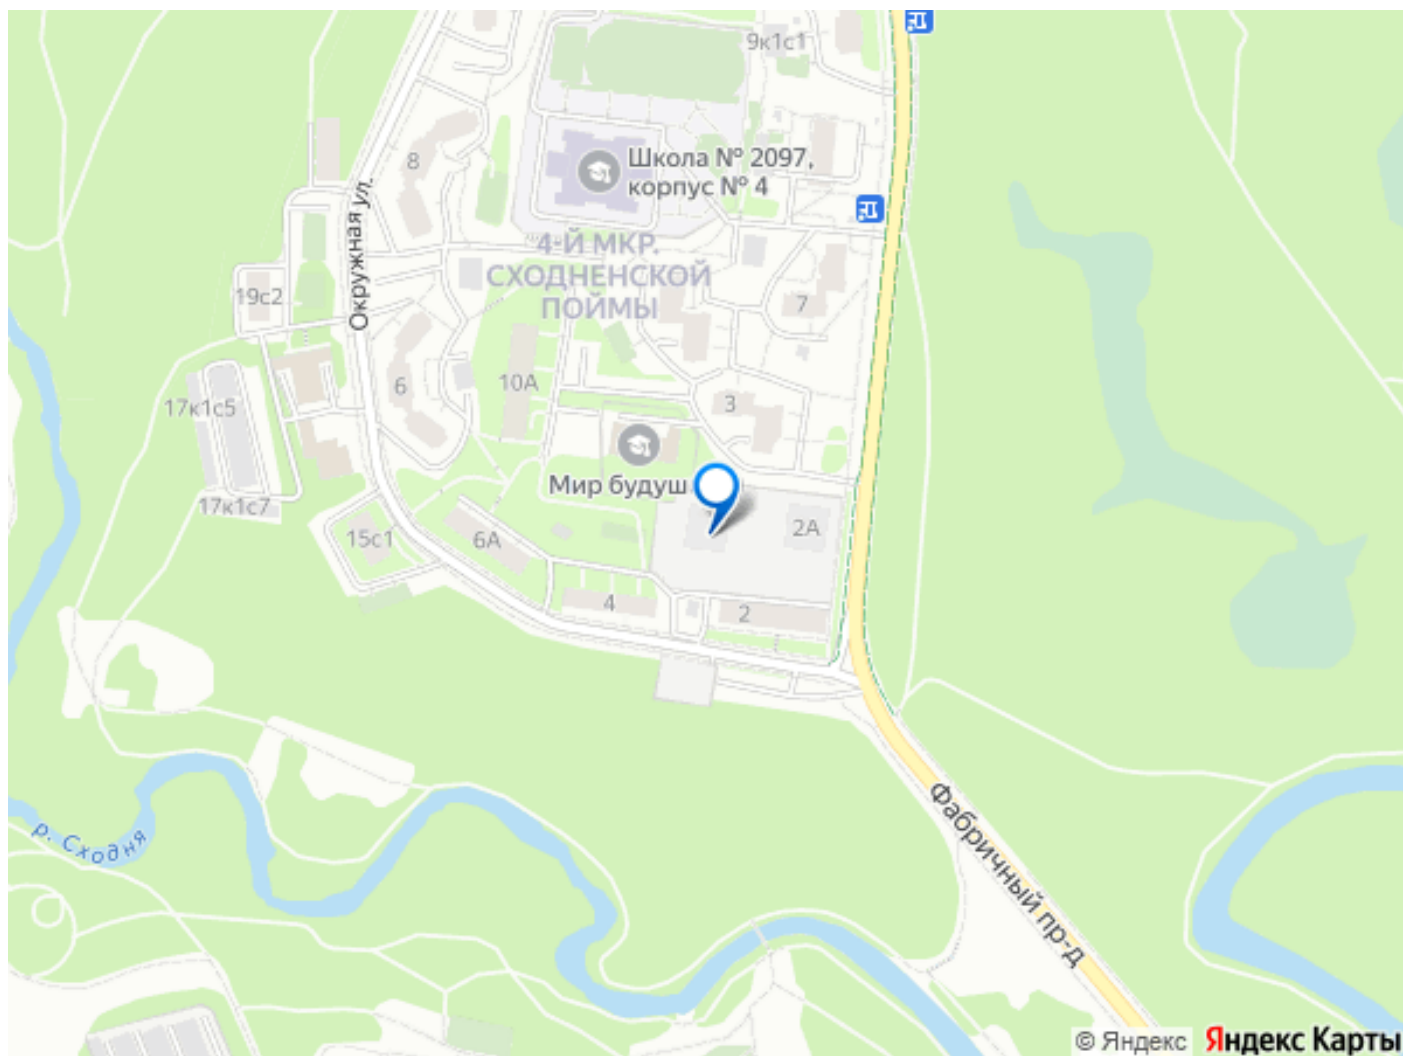 9к1с1
Школа № 2097,
корпус № 4
8
Окружная ул.
4-Й МКР.
СХОДНЕНСКОЙ
ПОЙМЫ
19с2
7
6
10А
17к1с5
3
Мир будущ
17к1с7
15с1
6А
2А
4
2
Фабричный пр-д
р. Сходня
© Яндекс Яндекс Карты